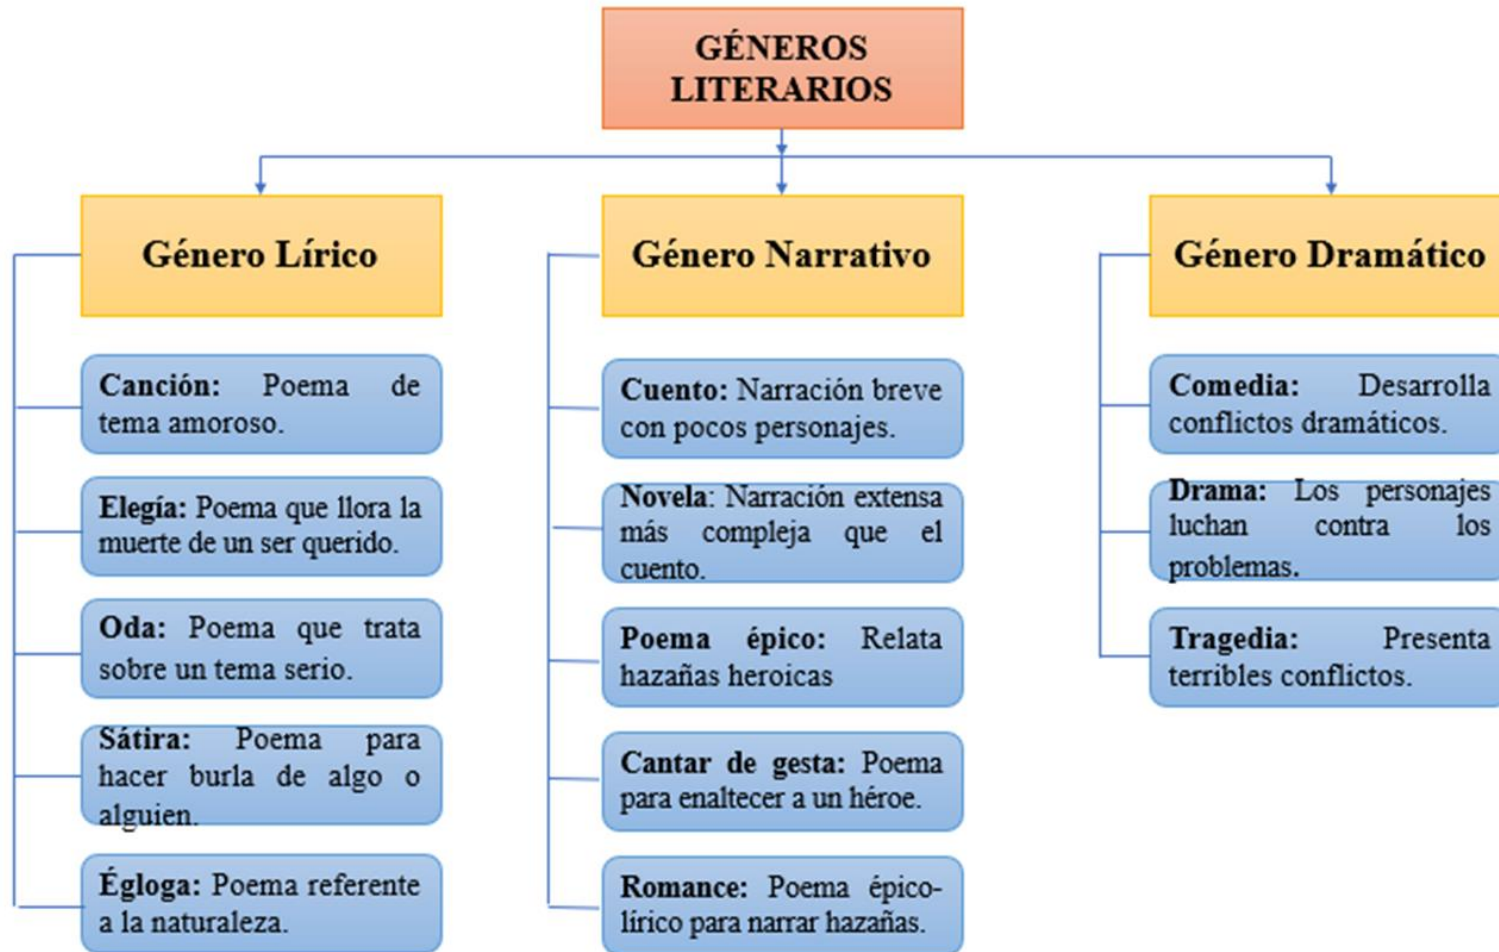 GÉNEROS
LITERARIOS
Género Lírico
Canción: Poema de
tema amoroso.
Elegía: Poema que llora la
muerte de un ser querido.
Oda: Poema que trata
sobre un tema serio.
Sátira: Poema para
hacer burla de algo o
alguien.
Égloga: Poema referente
a la naturaleza.
Género Narrativo
Cuento: Narración breve
con pocos personajes.
Novela: Narración extensa
más compleja que el
cuento.
Poema épico: Relata
hazañas heroicas
Cantar de gesta: Poema
para enaltecer a un héroe.
Romance: Poema épico-
lírico para narrar hazañas.
Género Dramático
Comedia: Desarrolla
conflictos dramáticos.
Drama: Los personajes
luchan contra los
problemas.
Tragedia: Presenta
terribles conflictos.